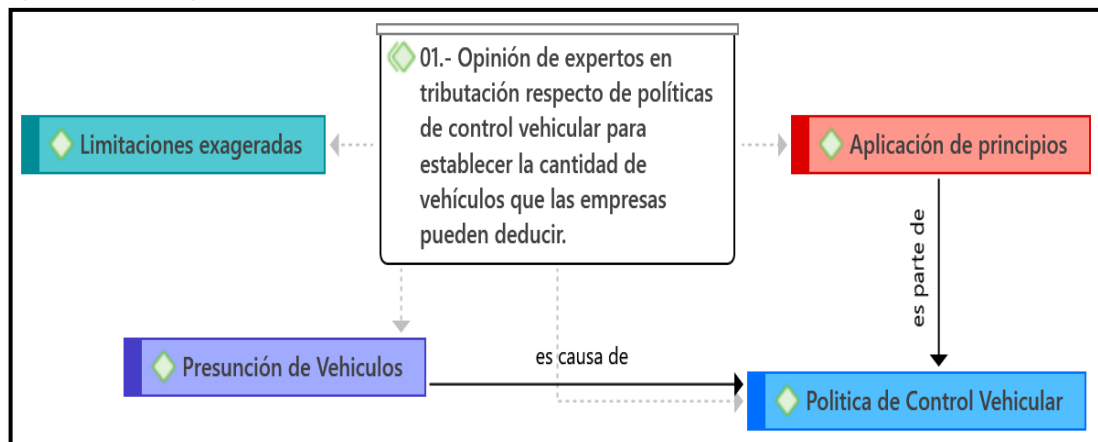 01.- Opinión de expertos en
tributación respecto de políticas
de control vehicular para
establecer la cantidad de
vehículos que las empresas
pueden deducir.
Limitaciones exageradas
Aplicación de principios
es parte de
Presunción de Vehiculos
es causa de
Politica de Control Vehicular